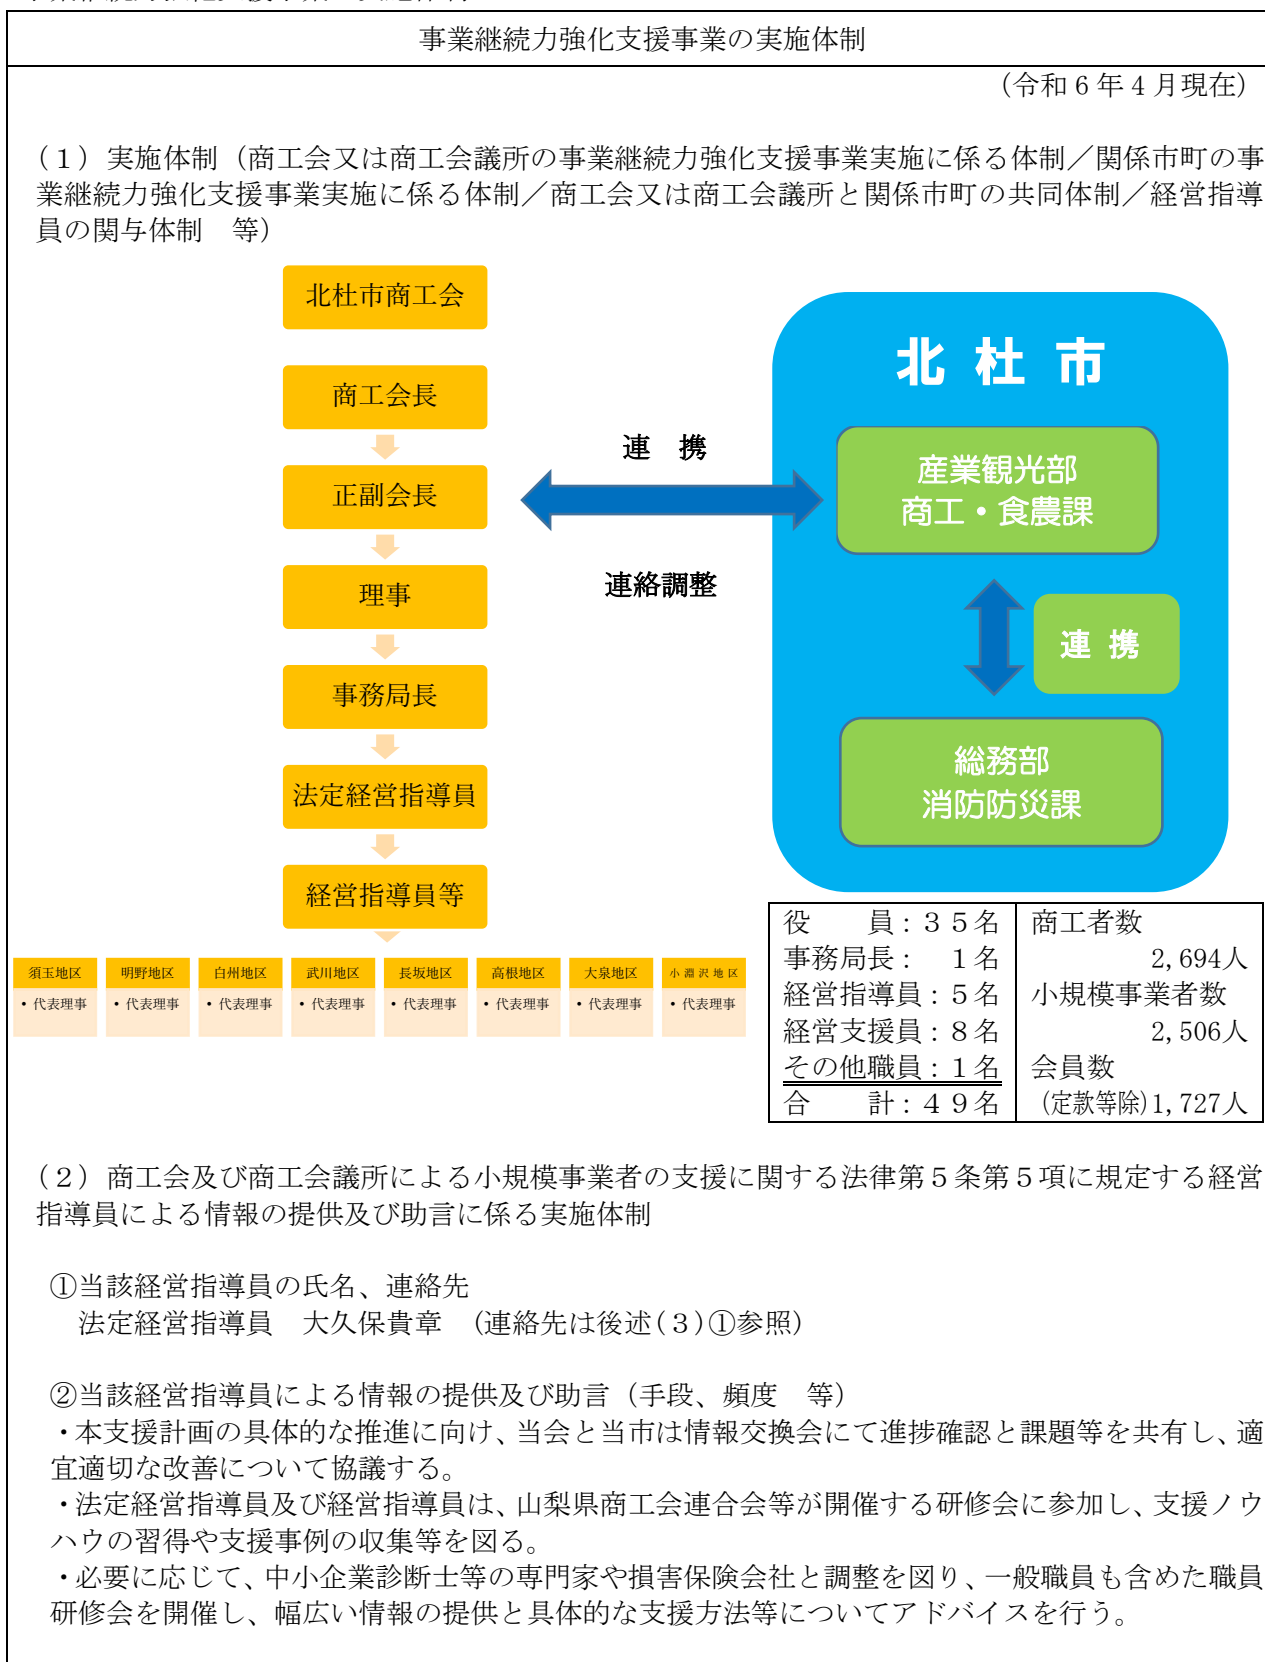 事業継続力強化支援事業の実施体制
（令和６年４月現在）
（１）実施体制（商工会又は商工会議所の事業継続力強化支援事業実施に係る体制／関係市町の事
業継続力強化支援事業実施に係る体制／商工会又は商工会議所と関係市町の共同体制／経営指導
員の関与体制　等）
北杜市商工会
商工会長
正副会長
理事
事務局長
法定経営指導員
経営指導員等
須玉地区
・代表理事
明野地区
・代表理事
白州地区
・代表理事
武川地区
・代表理事
長坂地区
・代表理事
高根地区
・代表理事
大泉地区
・代表理事
小淵沢地区
・代表理事
連　携
連絡調整
北 杜 市
産業観光部
商工・食農課
連 携
総務部
消防防災課
役　　員：３５名
事務局長：　１名
経営指導員：５名
経営支援員：８名
その他職員：１名
合　　計：４９名
商工者数
2,694人
小規模事業者数
2,506人
会員数
(定款等除)1,727人
（２）商工会及び商工会議所による小規模事業者の支援に関する法律第５条第５項に規定する経営
指導員による情報の提供及び助言に係る実施体制
①当該経営指導員の氏名、連絡先
法定経営指導員　大久保貴章　（連絡先は後述(３)①参照）
②当該経営指導員による情報の提供及び助言（手段、頻度　等）
・本支援計画の具体的な推進に向け、当会と当市は情報交換会にて進捗確認と課題等を共有し、適
宜適切な改善について協議する。
・法定経営指導員及び経営指導員は、山梨県商工会連合会等が開催する研修会に参加し、支援ノウ
ハウの習得や支援事例の収集等を図る。
・必要に応じて、中小企業診断士等の専門家や損害保険会社と調整を図り、一般職員も含めた職員
研修会を開催し、幅広い情報の提供と具体的な支援方法等についてアドバイスを行う。